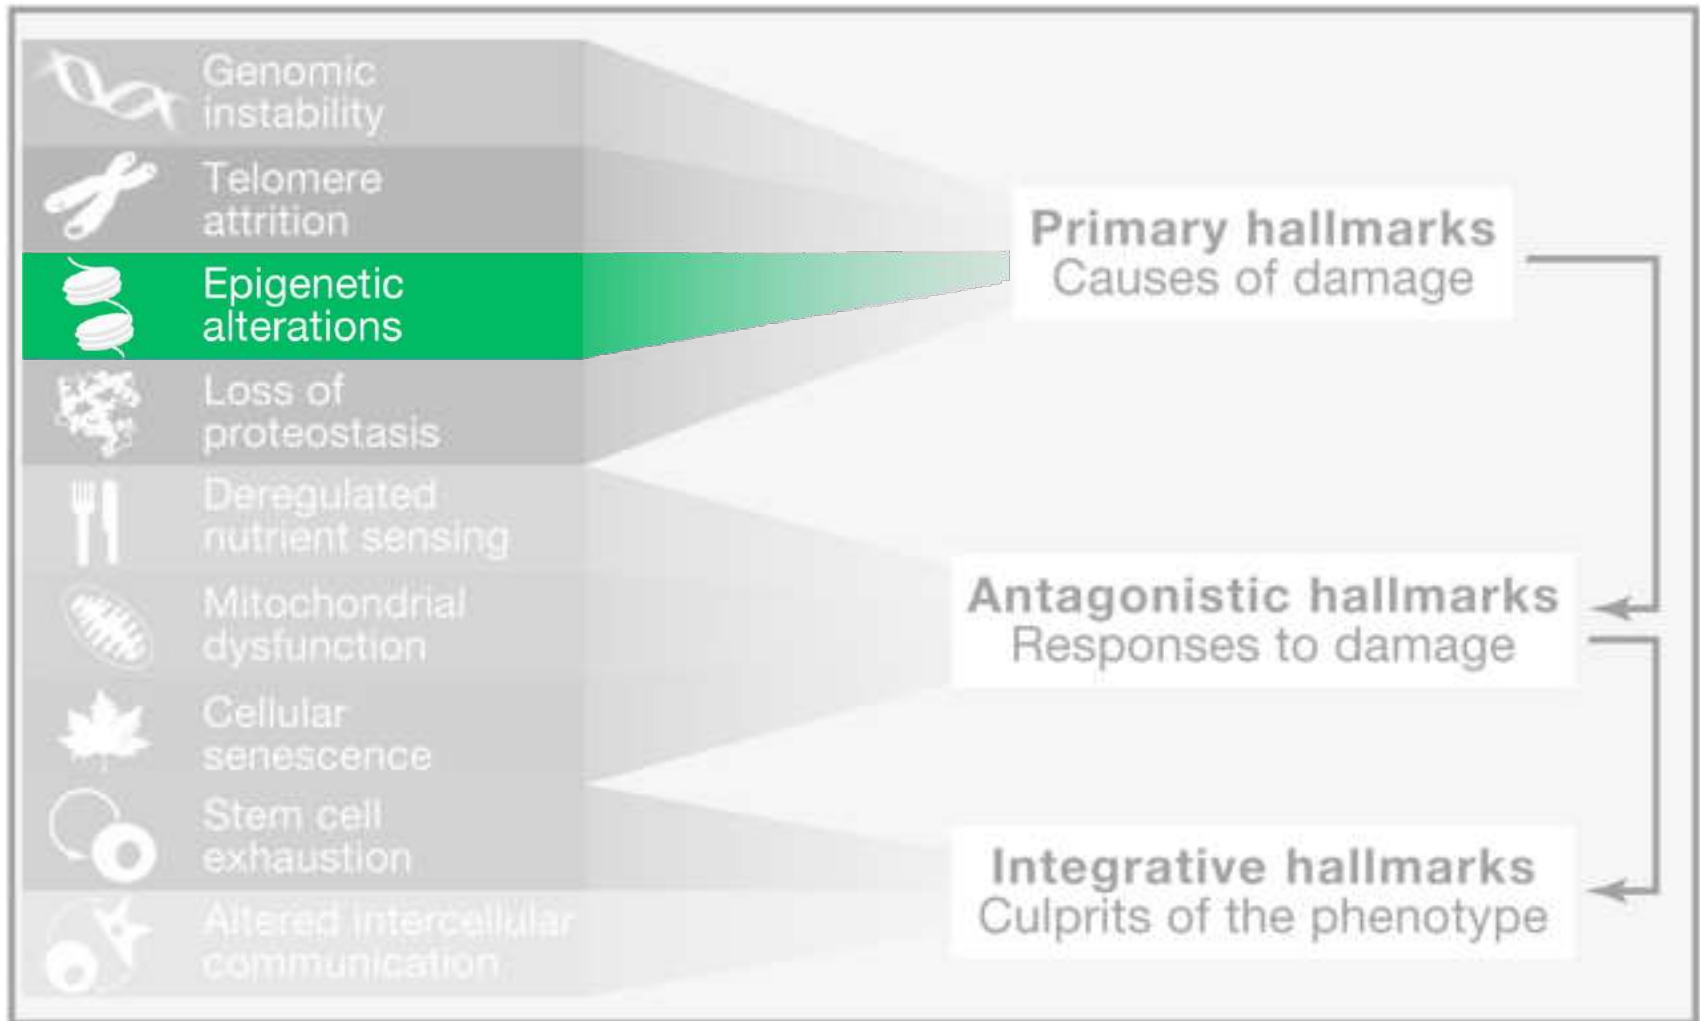 Genomic
instability
Telomere
attrition
Epigenetic
alterations
Loss of
proteostasis
Deregulated
nutrient sensing
Mitochondrial
dysfunction
Cellular
senescence
Stem cell
exhaustion
Altered intercellular
communication
Primary hallmarks
Causes of damage
Antagonistic hallmarks
Responses to damage
Integrative hallmarks
Culprits of the phenotype